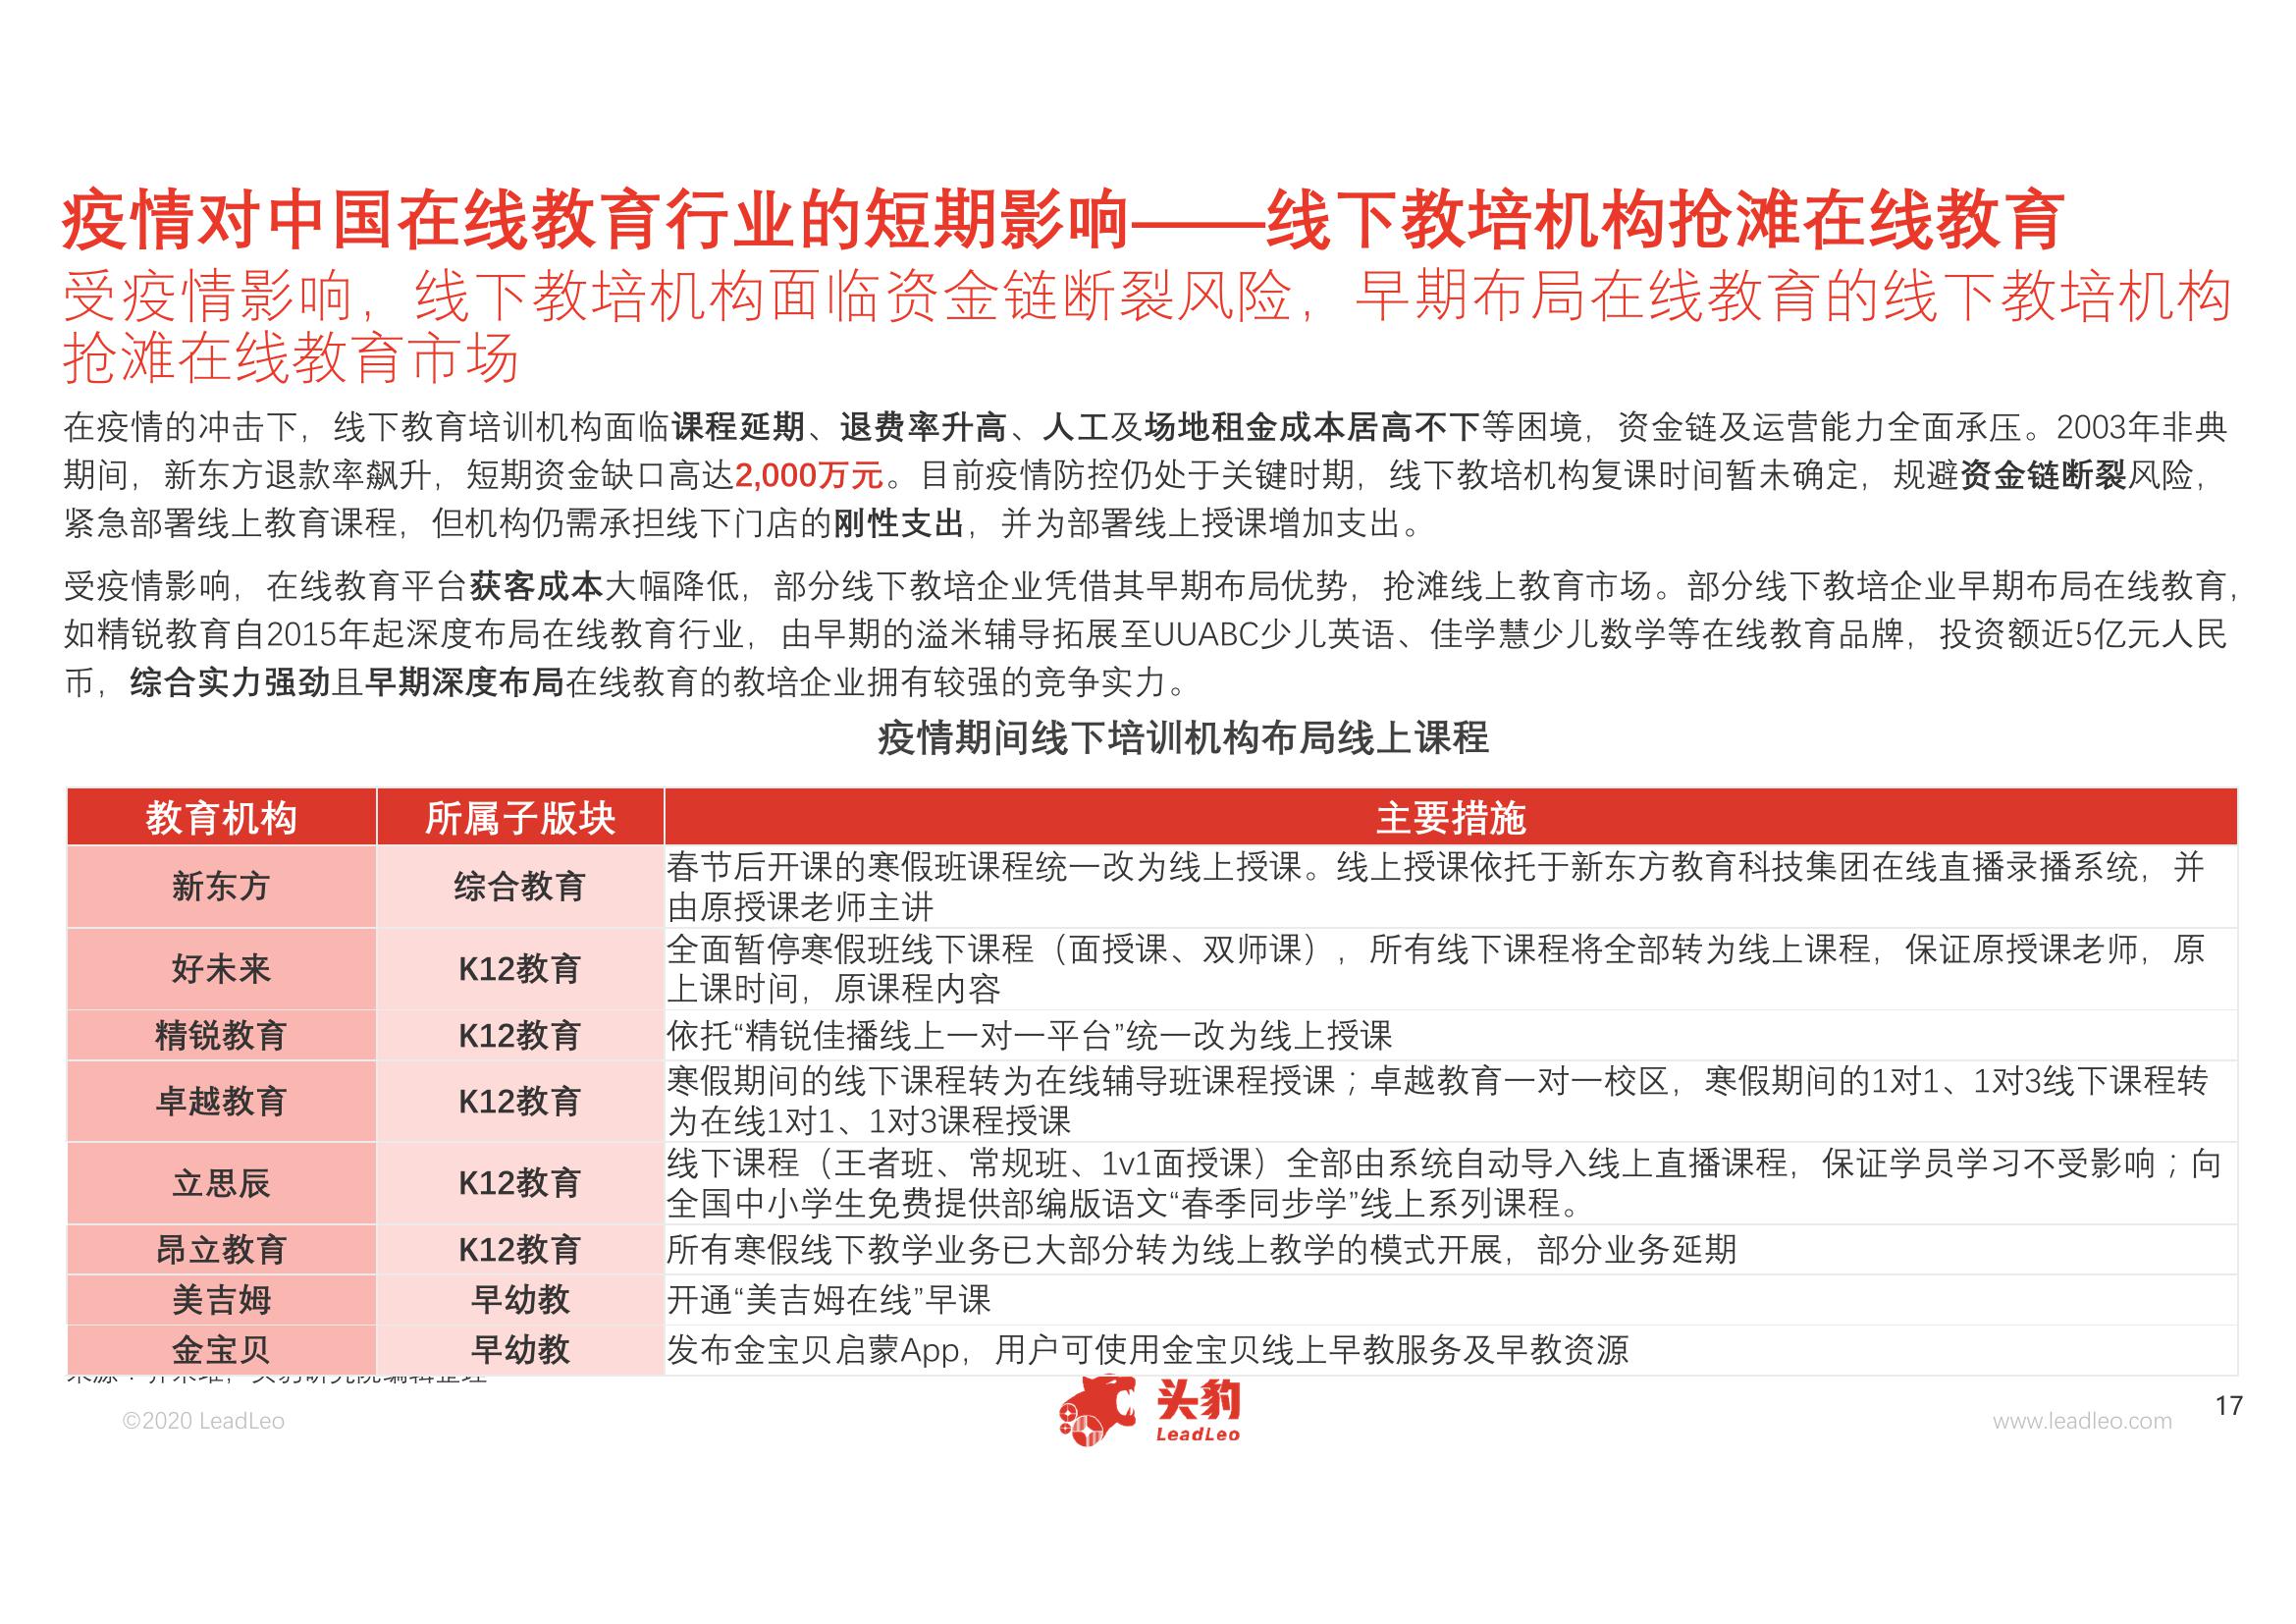 疫情对中国在线教育行业的短期影响——线下教培机构抢滩在线教育
受疫情影响，线下教培机构面临资金链断裂风险，早期布局在线教育的线下教培机构
抢滩在线教育市场
在疫情的冲击下，线下教育培训机构面临课程延期、退费率升高、人工及场地租金成本居高不下等困境，资金链及运营能力全面承压。2003年非典
期间，新东方退款率飙升，短期资金缺口高达2,000万元。目前疫情防控仍处于关键时期，线下教培机构复课时间暂未确定，规避资金链断裂风险，
紧急部署线上教育课程，但机构仍需承担线下门店的刚性支出，并为部署线上授课增加支出。
受疫情影响，在线教育平台获客成本大幅降低，部分线下教培企业凭借其早期布局优势，抢滩线上教育市场。部分线下教培企业早期布局在线教育，
如精锐教育自2015年起深度布局在线教育行业，由早期的溢米辅导拓展至UUABC少儿英语、佳学慧少儿数学等在线教育品牌，投资额近5亿元人民
币，综合实力强劲且早期深度布局在线教育的教培企业拥有较强的竞争实力。
疫情期间线下培训机构布局线上课程
教育机构 所属子版块 主要措施
新东方 综合教育 春节后开课的寒假班课程统一改为线上授课。线上授课依托于新东方教育科技集团在线直播录播系统，并
由原授课老师主讲
好未来 K12教育 全面暂停寒假班线下课程（面授课、双师课），所有线下课程将全部转为线上课程，保证原授课老师，原
上课时间，原课程内容
精锐教育 K12教育 依托“精锐佳播线上一对一平台”统一改为线上授课
卓越教育 K12教育 寒假期间的线下课程转为在线辅导班课程授课；卓越教育一对一校区，寒假期间的1对1、1对3线下课程转
为在线1对1、1对3课程授课
立思辰 K12教育 线下课程（王者班、常规班、1v1面授课）全部由系统自动导入线上直播课程，保证学员学习不受影响；向
全国中小学生免费提供部编版语文“春季同步学”线上系列课程。
昂立教育 K12教育 所有寒假线下教学业务已大部分转为线上教学的模式开展，部分业务延期
美吉姆 早幼教 开通“美吉姆在线”早课
金宝贝 早幼教 发布金宝贝启蒙App，用户可使用金宝贝线上早教服务及早教资源
©2020 LeadLeo
头豹
LeadLeo
www.leadleo.com
17